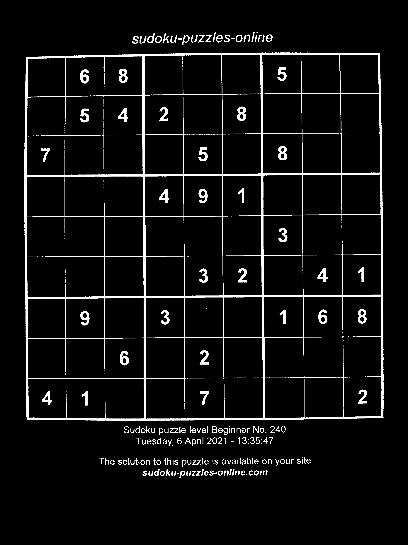 sudoku-puzzles-online
6 8 5
5 4 2 8
7 5 8
4 9 1
3
3 2 4 1
9 3 1 6 8
6 2
4 1 7 2
Sudoku puzzle level Beginner No. 240
Tuesday, 6 April 2021 - 13:35:47
The solution to this puzzle is available on your site
sudoku-puzzles-online.com